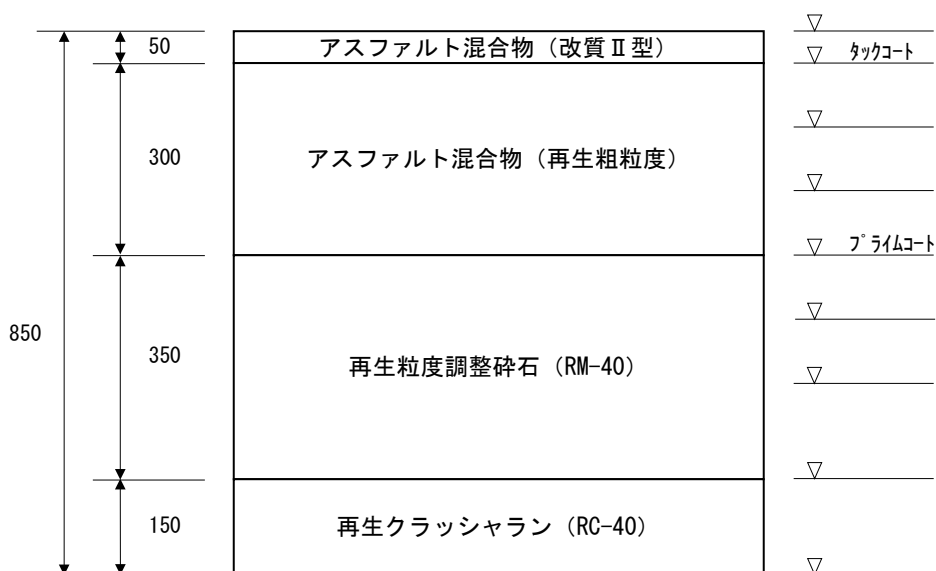 50
アスファルト混合物（改質Ⅱ型）
タックコート
300
アスファルト混合物（再生粗粒度）
プライムコート
850
350
再生粒度調整砕石（RM-40）
150
再生クラッシャラン（RC-40）